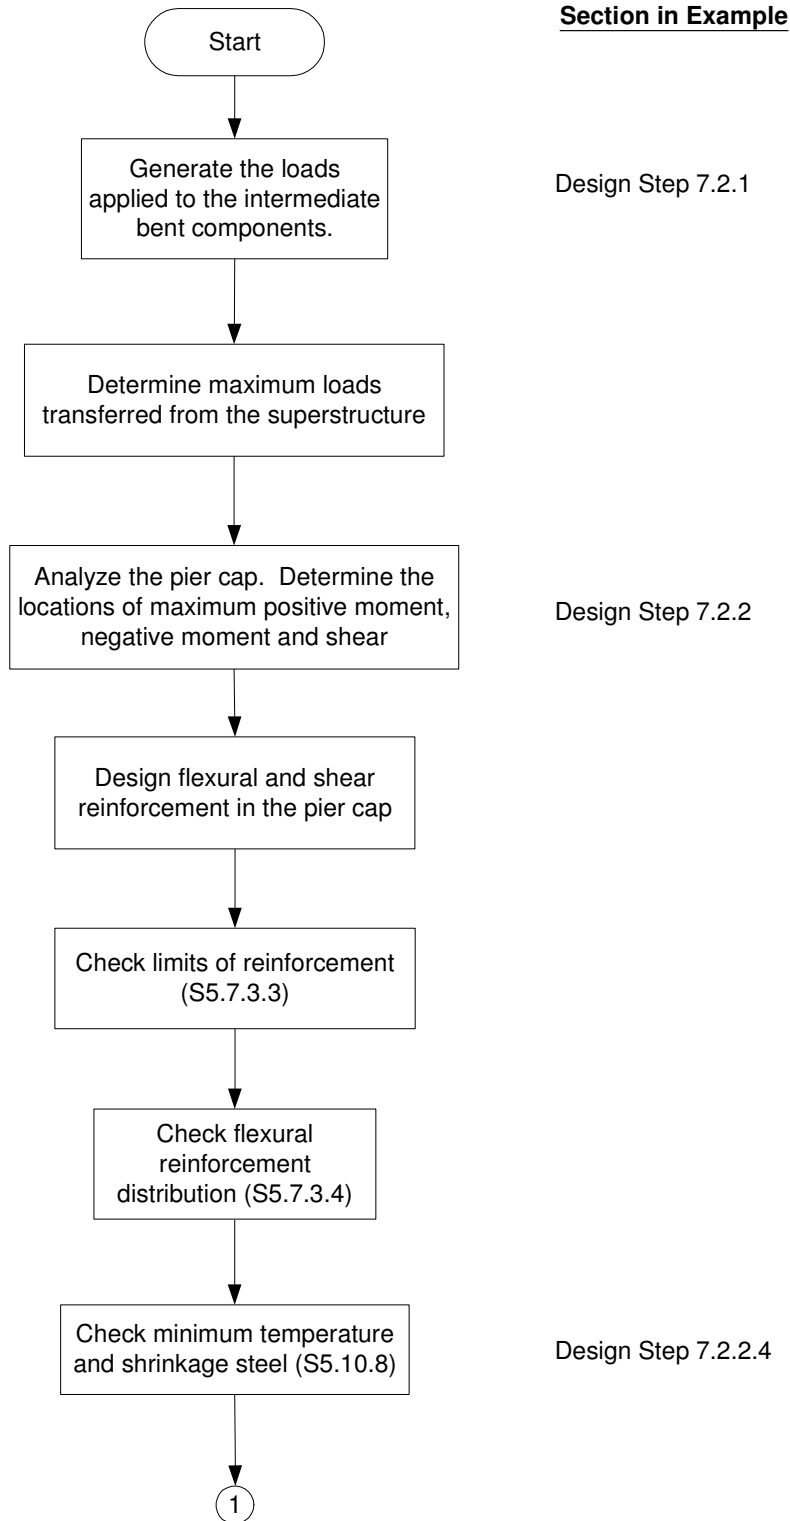 Section in Example
Start
Generate the loads
applied to the intermediate
bent components.
Design Step 7.2.1
Determine maximum loads
transferred from the superstructure
Analyze the pier cap. Determine the
locations of maximum positive moment,
negative moment and shear
Design Step 7.2.2
Design flexural and shear
reinforcement in the pier cap
Check limits of reinforcement
(S5.7.3.3)
Check flexural
reinforcement
distribution (S5.7.3.4)
Check minimum temperature
and shrinkage steel (S5.10.8)
Design Step 7.2.2.4
1